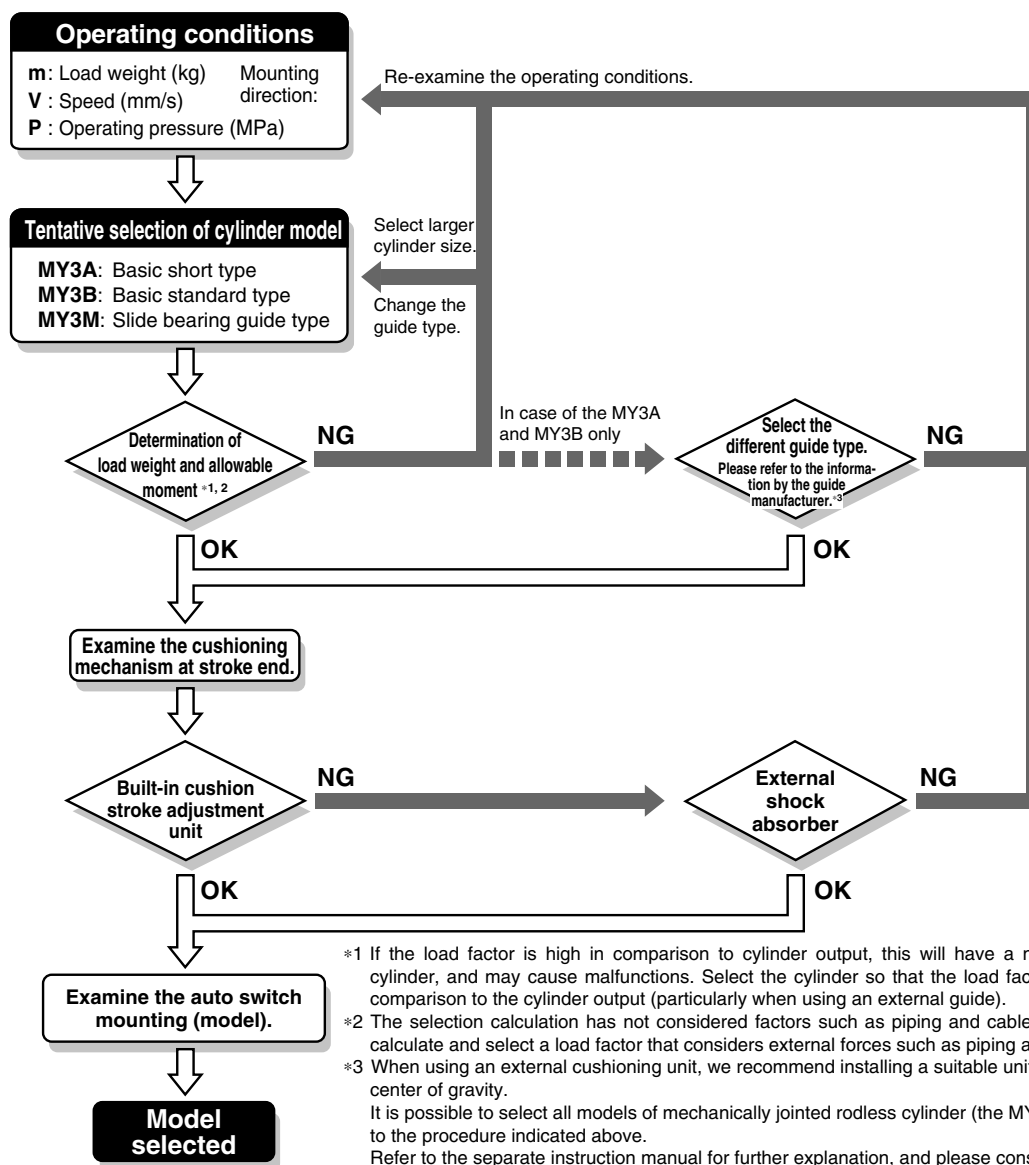 Operating conditions
m: Load weight (kg)
V : Speed (mm/s)
P : Operating pressure (MPa)
Mounting
direction:
Re-examine the operating conditions.
Tentative selection of cylinder model
MY3A: Basic short type
MY3B: Basic standard type
MY3M: Slide bearing guide type
Select larger
cylinder size.
Change the
guide type.
Determination of
load weight and allowable
moment *1, 2
NG
In case of the MY3A
and MY3B only
Select the
different guide type.
Please refer to the informa-
tion by the guide
manufacturer.*3
NG
OK
OK
Examine the cushioning
mechanism at stroke end.
Built-in cushion
stroke adjustment
unit
NG
External
shock
absorber
NG
OK
OK
Examine the auto switch
mounting (model).
Model
selected
*1 If the load factor is high in comparison to cylinder output, this will have a
cylinder, and may cause malfunctions. Select the cylinder so that the load
comparison to the cylinder output (particularly when using an external guide).
*2 The selection calculation has not considered factors such as piping and cable
calculate and select a load factor that considers external forces such as piping
*3 When using an external cushioning unit, we recommend installing a suitable
center of gravity.
It is possible to select all models of mechanically jointed rodless cylinder (the
to the procedure indicated above.
Refer to the separate instruction manual for further explanation, and please